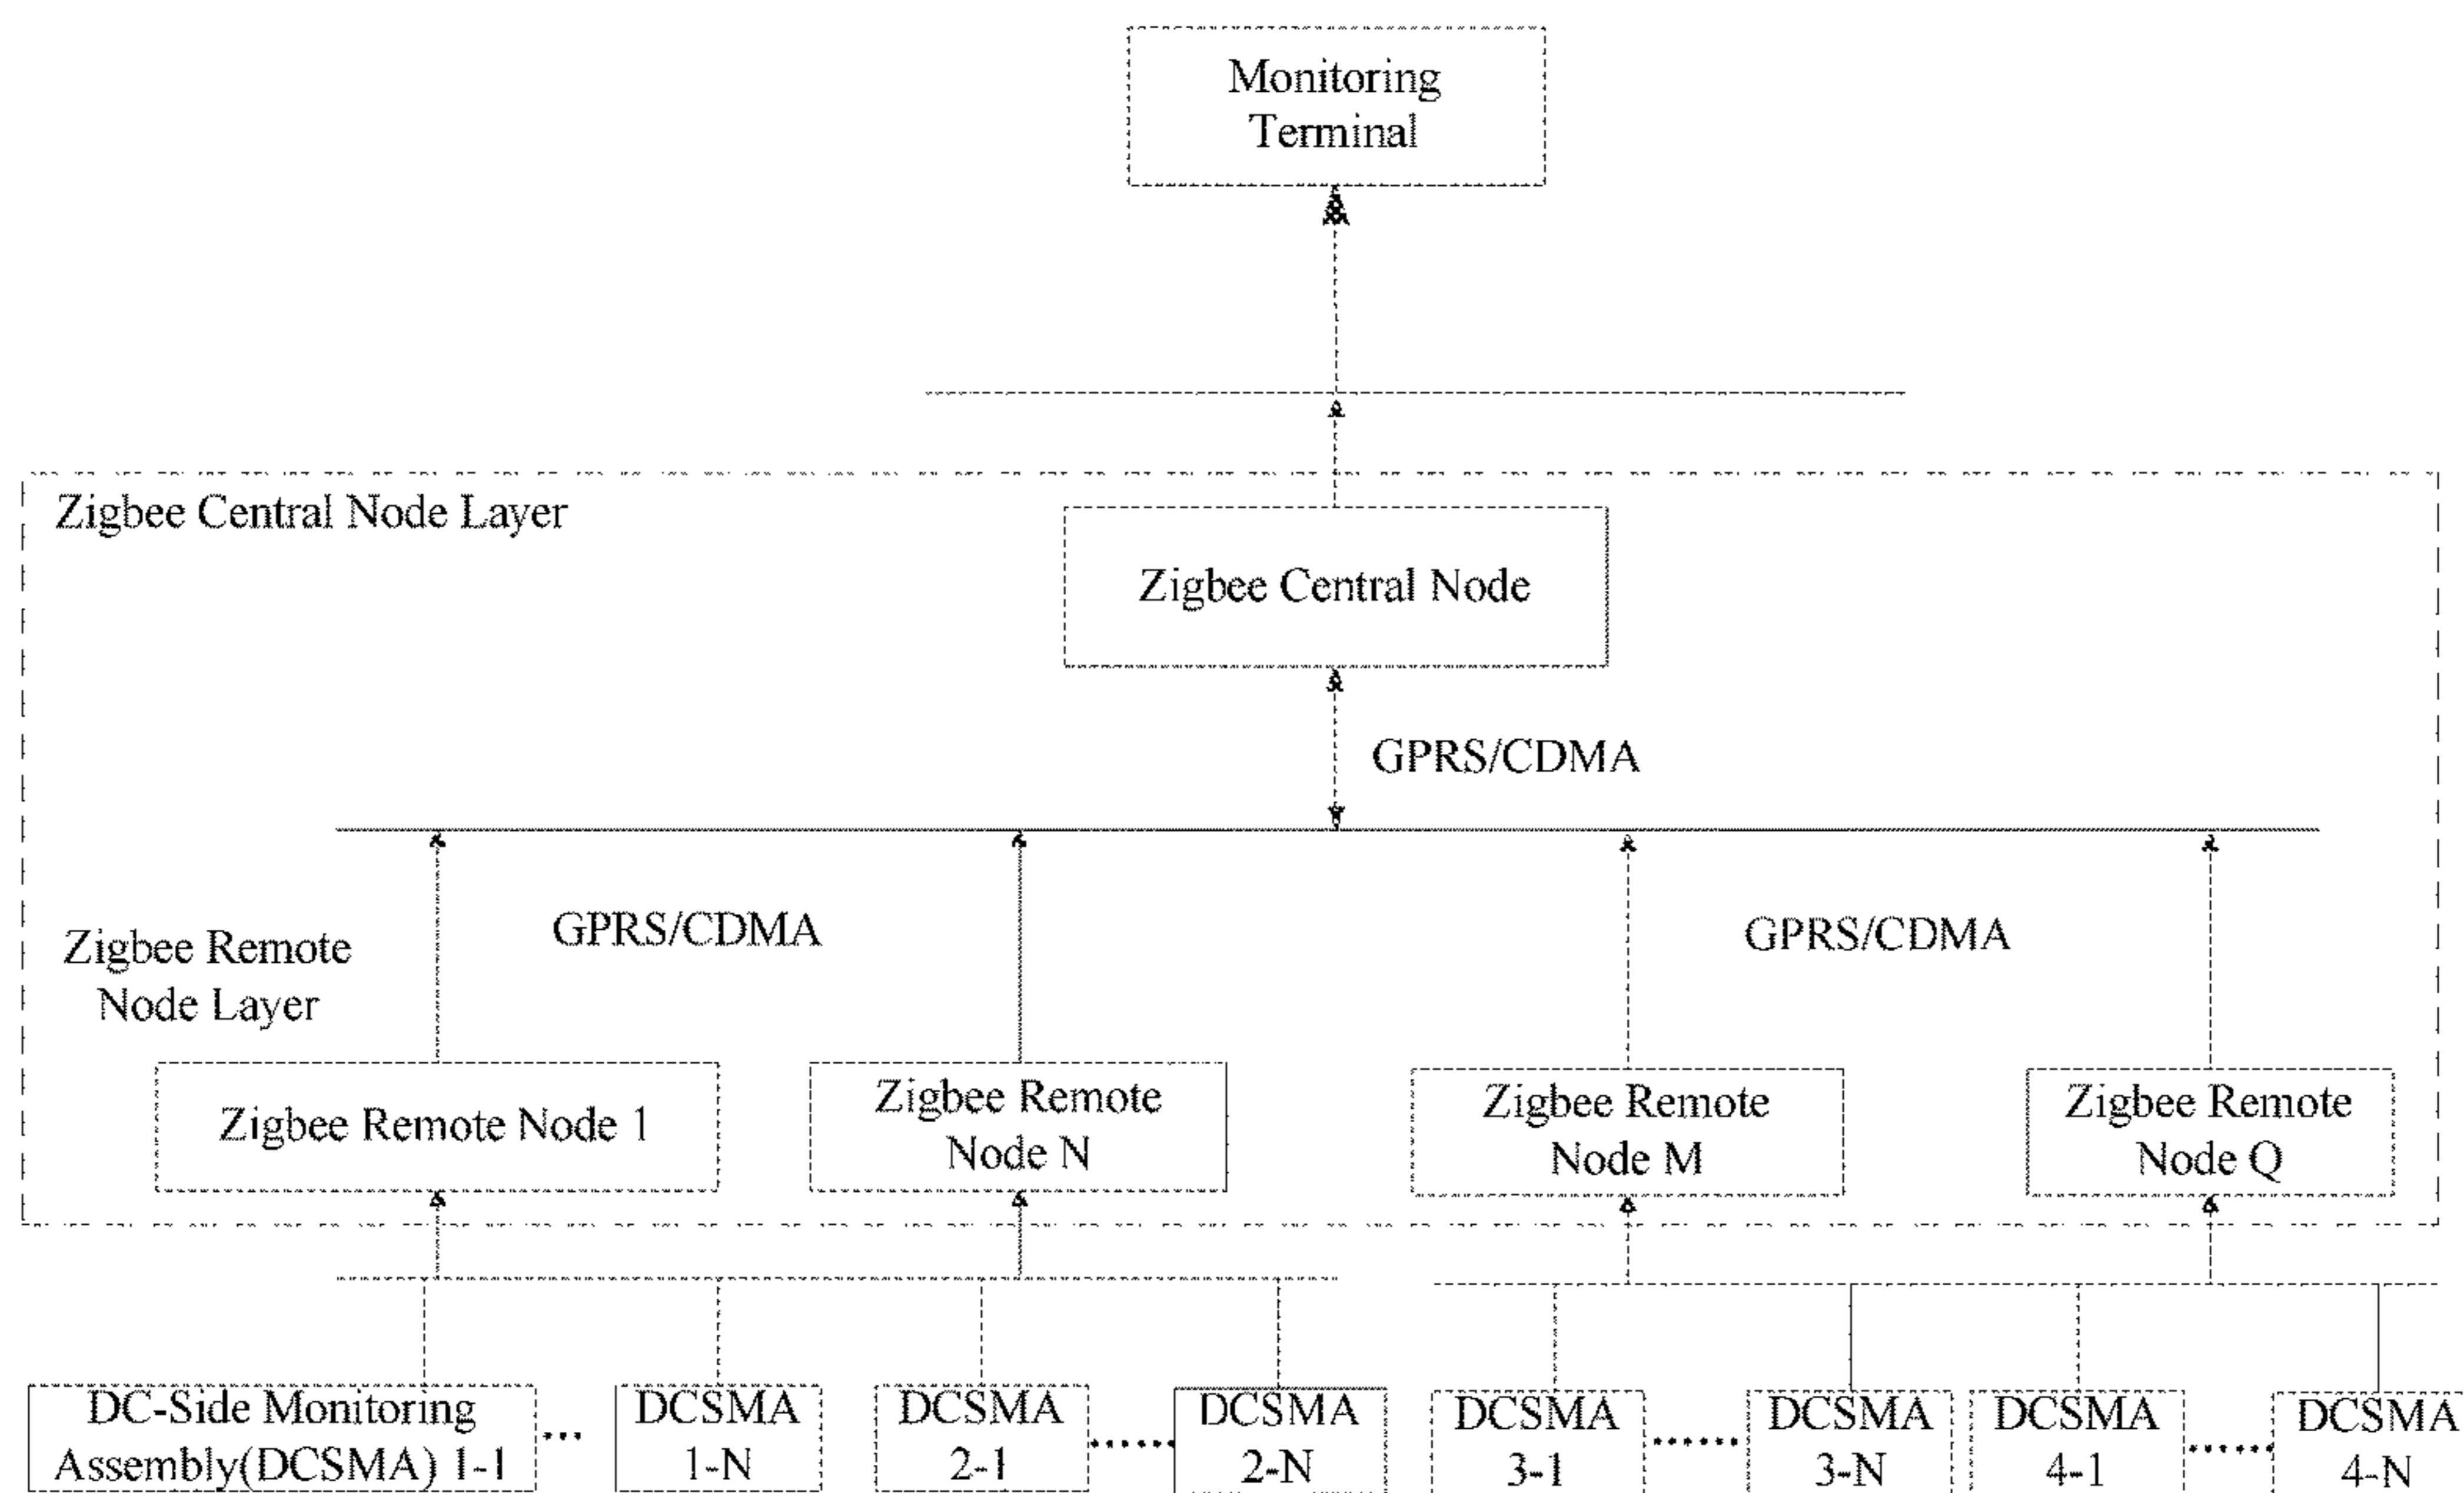 Monitoring
Terminal
Zigbee Central Node Layer
Zigbee Central Node
GPRS/CDMA
GPRS/CDMA
GPRS/CDMA
Zigbee Remote
Node Layer
Zigbee Remote Node 1
Zigbee Remote
Node N
Zigbee Remote
Node M
Zigbee Remote
Node Q
DC-Side Monitoring
Assembly(DCSMA) 1-1
...
DCSMA
1-N
DCSMA
2-1
.......
DCSMA
2-N
DCSMA
3-1
.......
DCSMA
3-N
DCSMA
4-1
.......
DCSMA
4-N